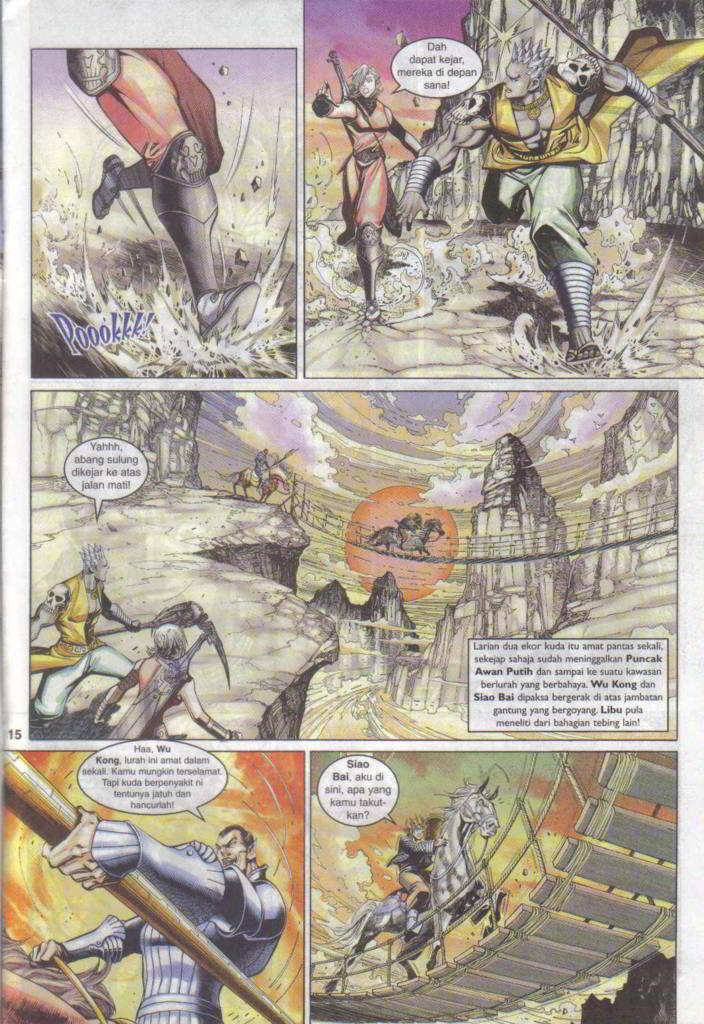 Dah
dapat kejar,
mereka di depan
sana!
Poookkk!
Yahhh,
abang sulung
dikejar ke atas
jalan mati!
Larian dua ekor kuda itu amat pantas sekali,
sekejap sahaja sudah meninggalkan Puncak
Awan Putih dan sampai ke suatu kawasan
berlurah yang berbahaya. Wu Kong dan
Siao Bai dipaksa bergerak di atas jambatan
gantung yang bergoyang. Libu pula
meneliti dari bahagian tebing lain!
15
Haa, Wu
Kong, lurah ini amat dalam
sekali. Kamu mungkin terselamat.
Tapi kuda berpenyakit ni
tentunya jatuh dan
hancurlah!
Siao
Bai, aku di
sini, apa yang
kamu takut-
kan?